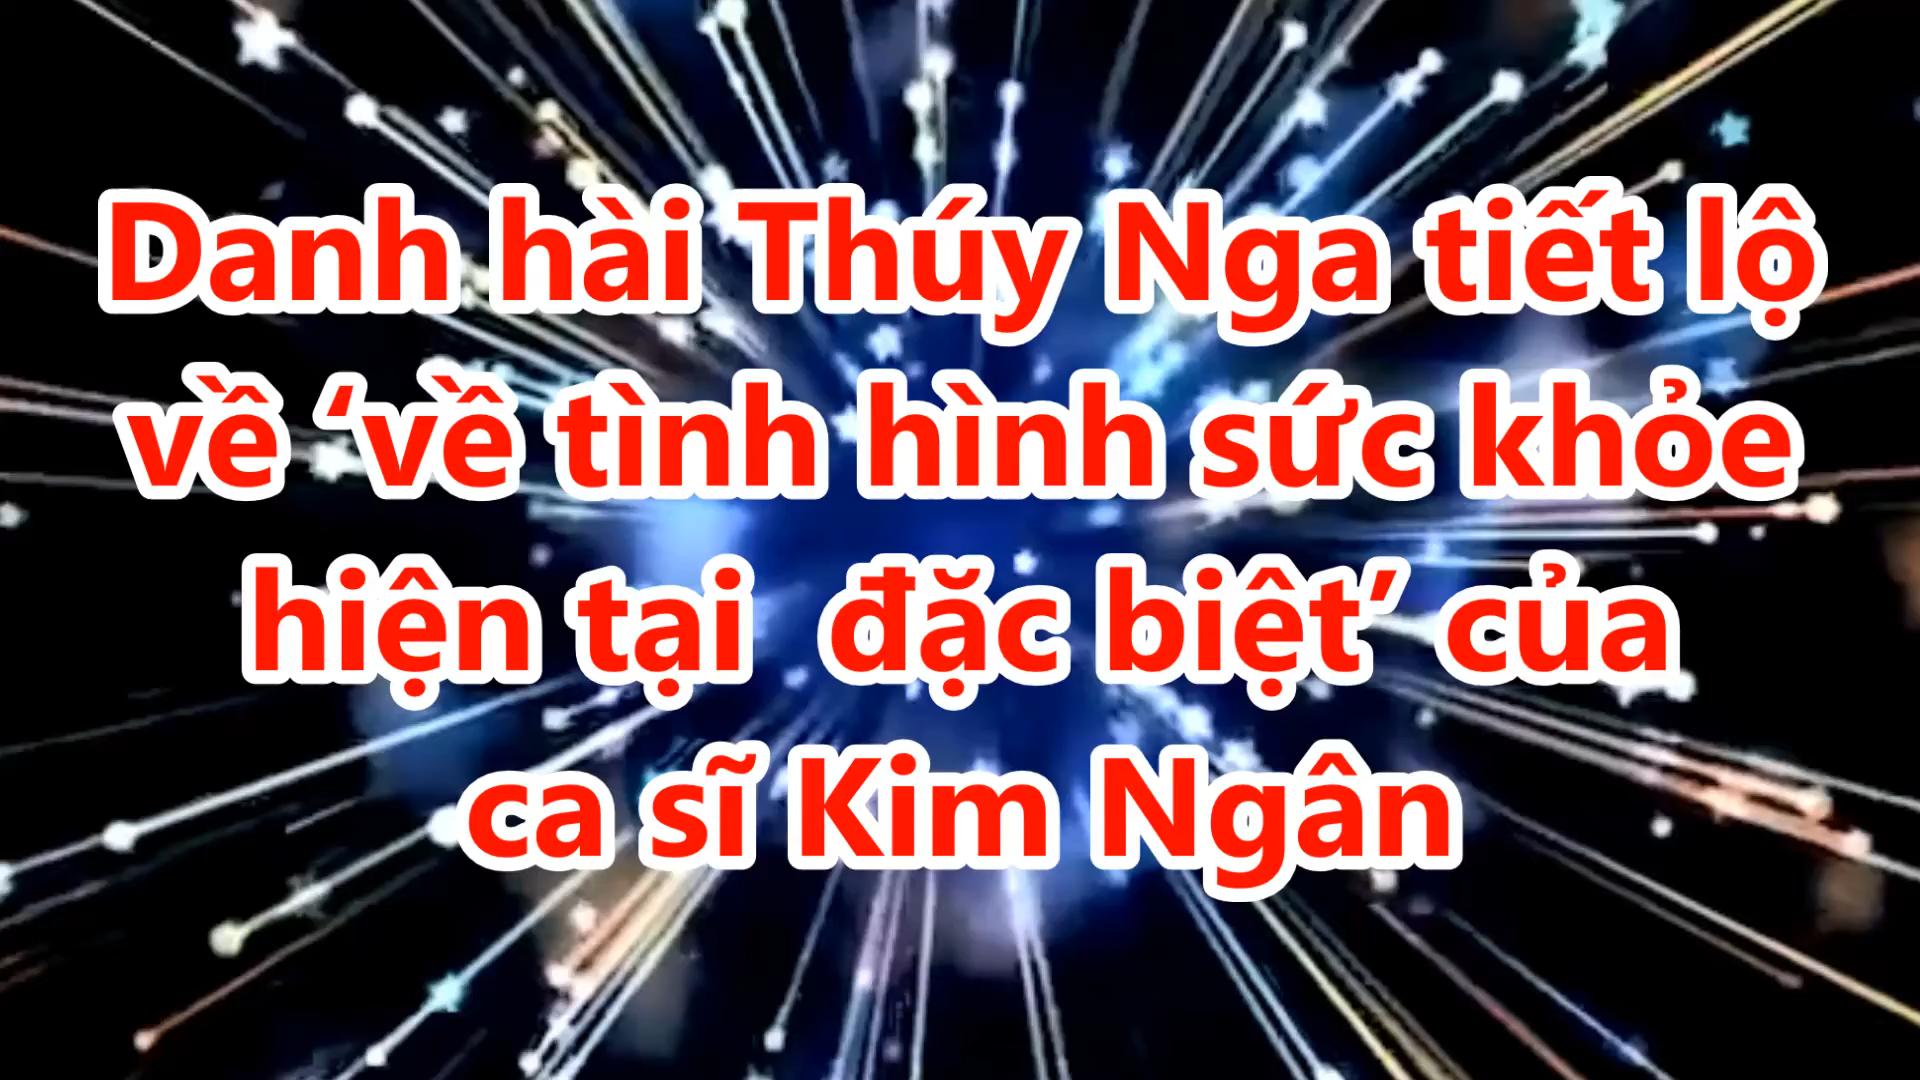 Danh hài Thúy Nga tiết lộ
về ‘về tình hình sức khỏe
hiện tại  đặc biệt’ của
ca sĩ Kim Ngân